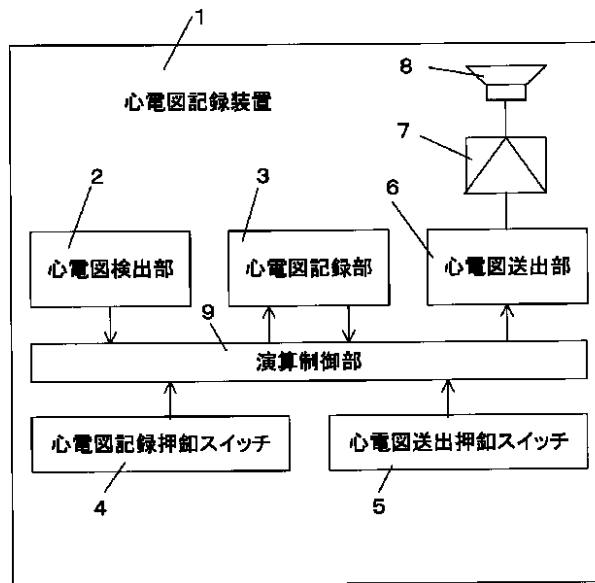 1
8
心電図記録装置
7
2
3
6
心電図検出部
心電図記録部
心電図送出部
9
演算制御部
心電図記録押釦スイッチ
心電図送出押釦スイッチ
4
5